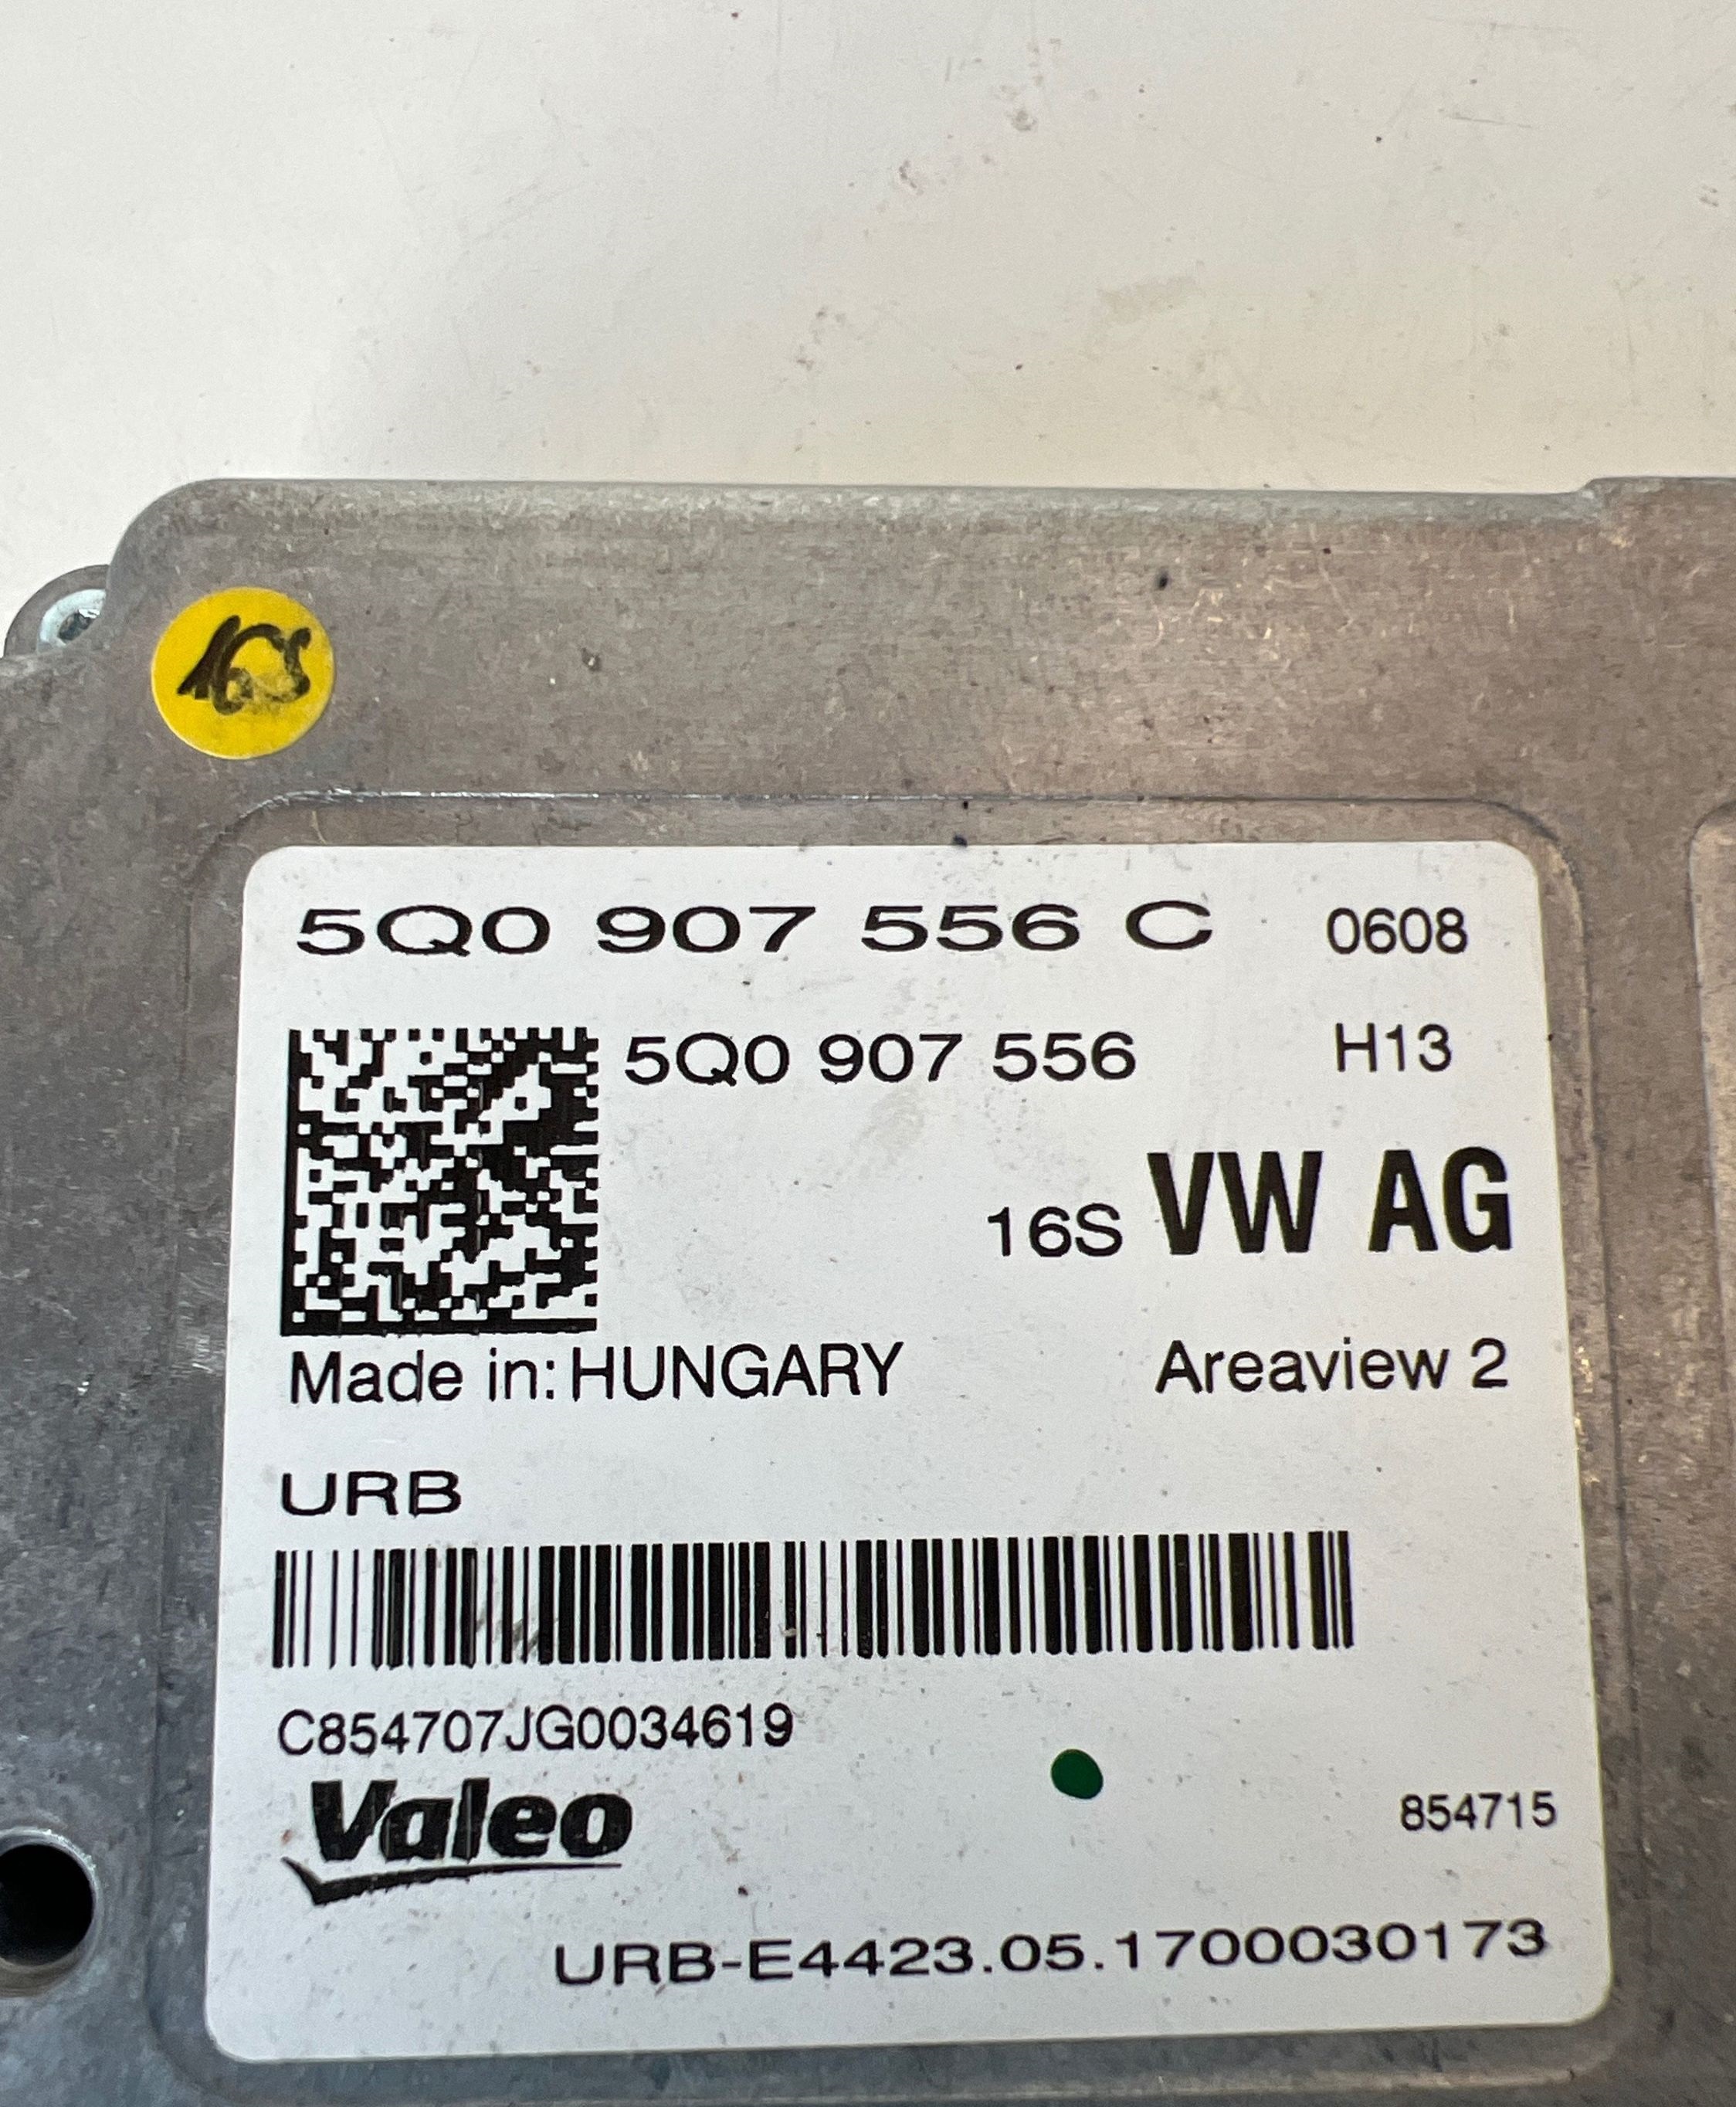 16S
5Q0 907 556 C 0608
5Q0 907 556 H13
16S VW AG
Made in: HUNGARY Areaview 2
URB
C854707JG0034619
Valeo
854715
URB-E4423.05.1700030173